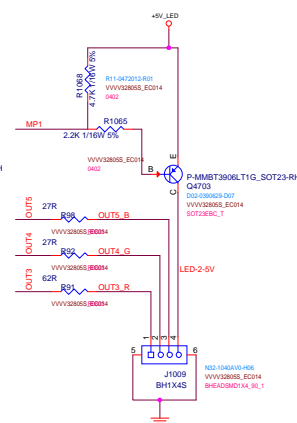 +5V_LED
R1068
4.7K 1/16W 5%
R11-0472012-R01
VVVV32805S_EC014
0402
MP1
R1065
2.2K 1/16W 5%
VVVV32805S_EC014
0402
B
E
C
P-MMBT3906LT1G_SOT23-RH
Q4703
D02-0390629-D07
VVVV32805S_EC014
SOT23EBC_T
OUT5
27R
R98
OUT5_B
VVVV32805S_EC014
OUT4
27R
R92
OUT4_G
VVVV32805S_EC014
LED-2-5V
OUT3
62R
R91
OUT3_R
VVVV32805S_EC014
1
2
3
4
5
6
J1009
BH1X4S
N32-1040AV0-H06
VVVV32805S_EC014
BHEADSMD1X4_90_1